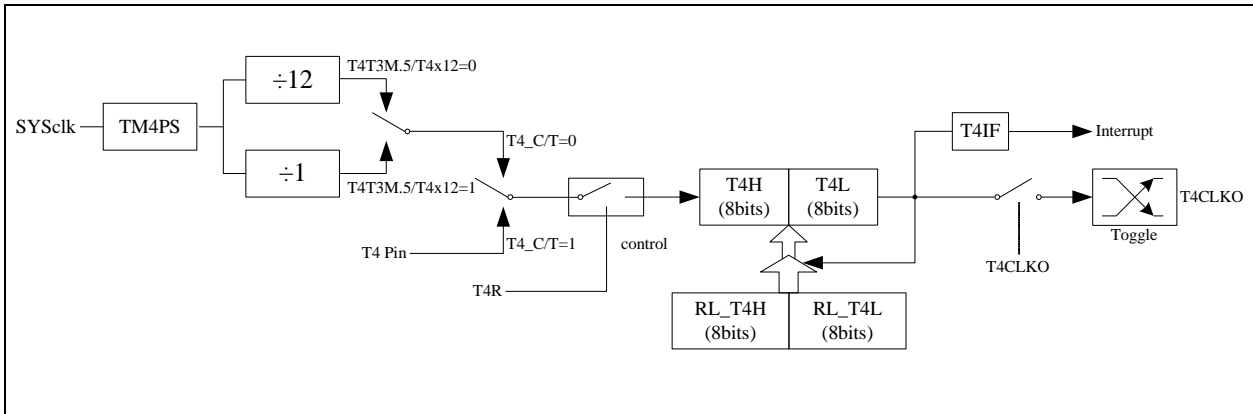 SYSclk
TM4PS
÷12
÷1
T4T3M.5/T4x12=0
T4T3M.5/T4x12=1
T4_C/T=0
T4_C/T=1
T4 Pin
T4R
control
T4H
(8bits)
T4L
(8bits)
RL_T4H
(8bits)
RL_T4L
(8bits)
T4IF
Interrupt
T4CLKO
Toggle
T4CLKO